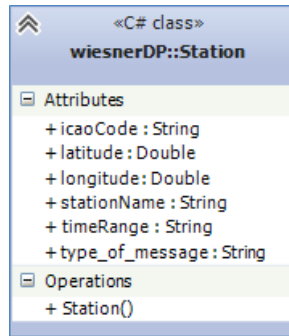 «C# class»
wiesnerDP::Station
Attributes
+ icaoCode : String
+ latitude : Double
+ longitude : Double
+ stationName : String
+ timeRange : String
+ type_of_message : String
Operations
+ Station()